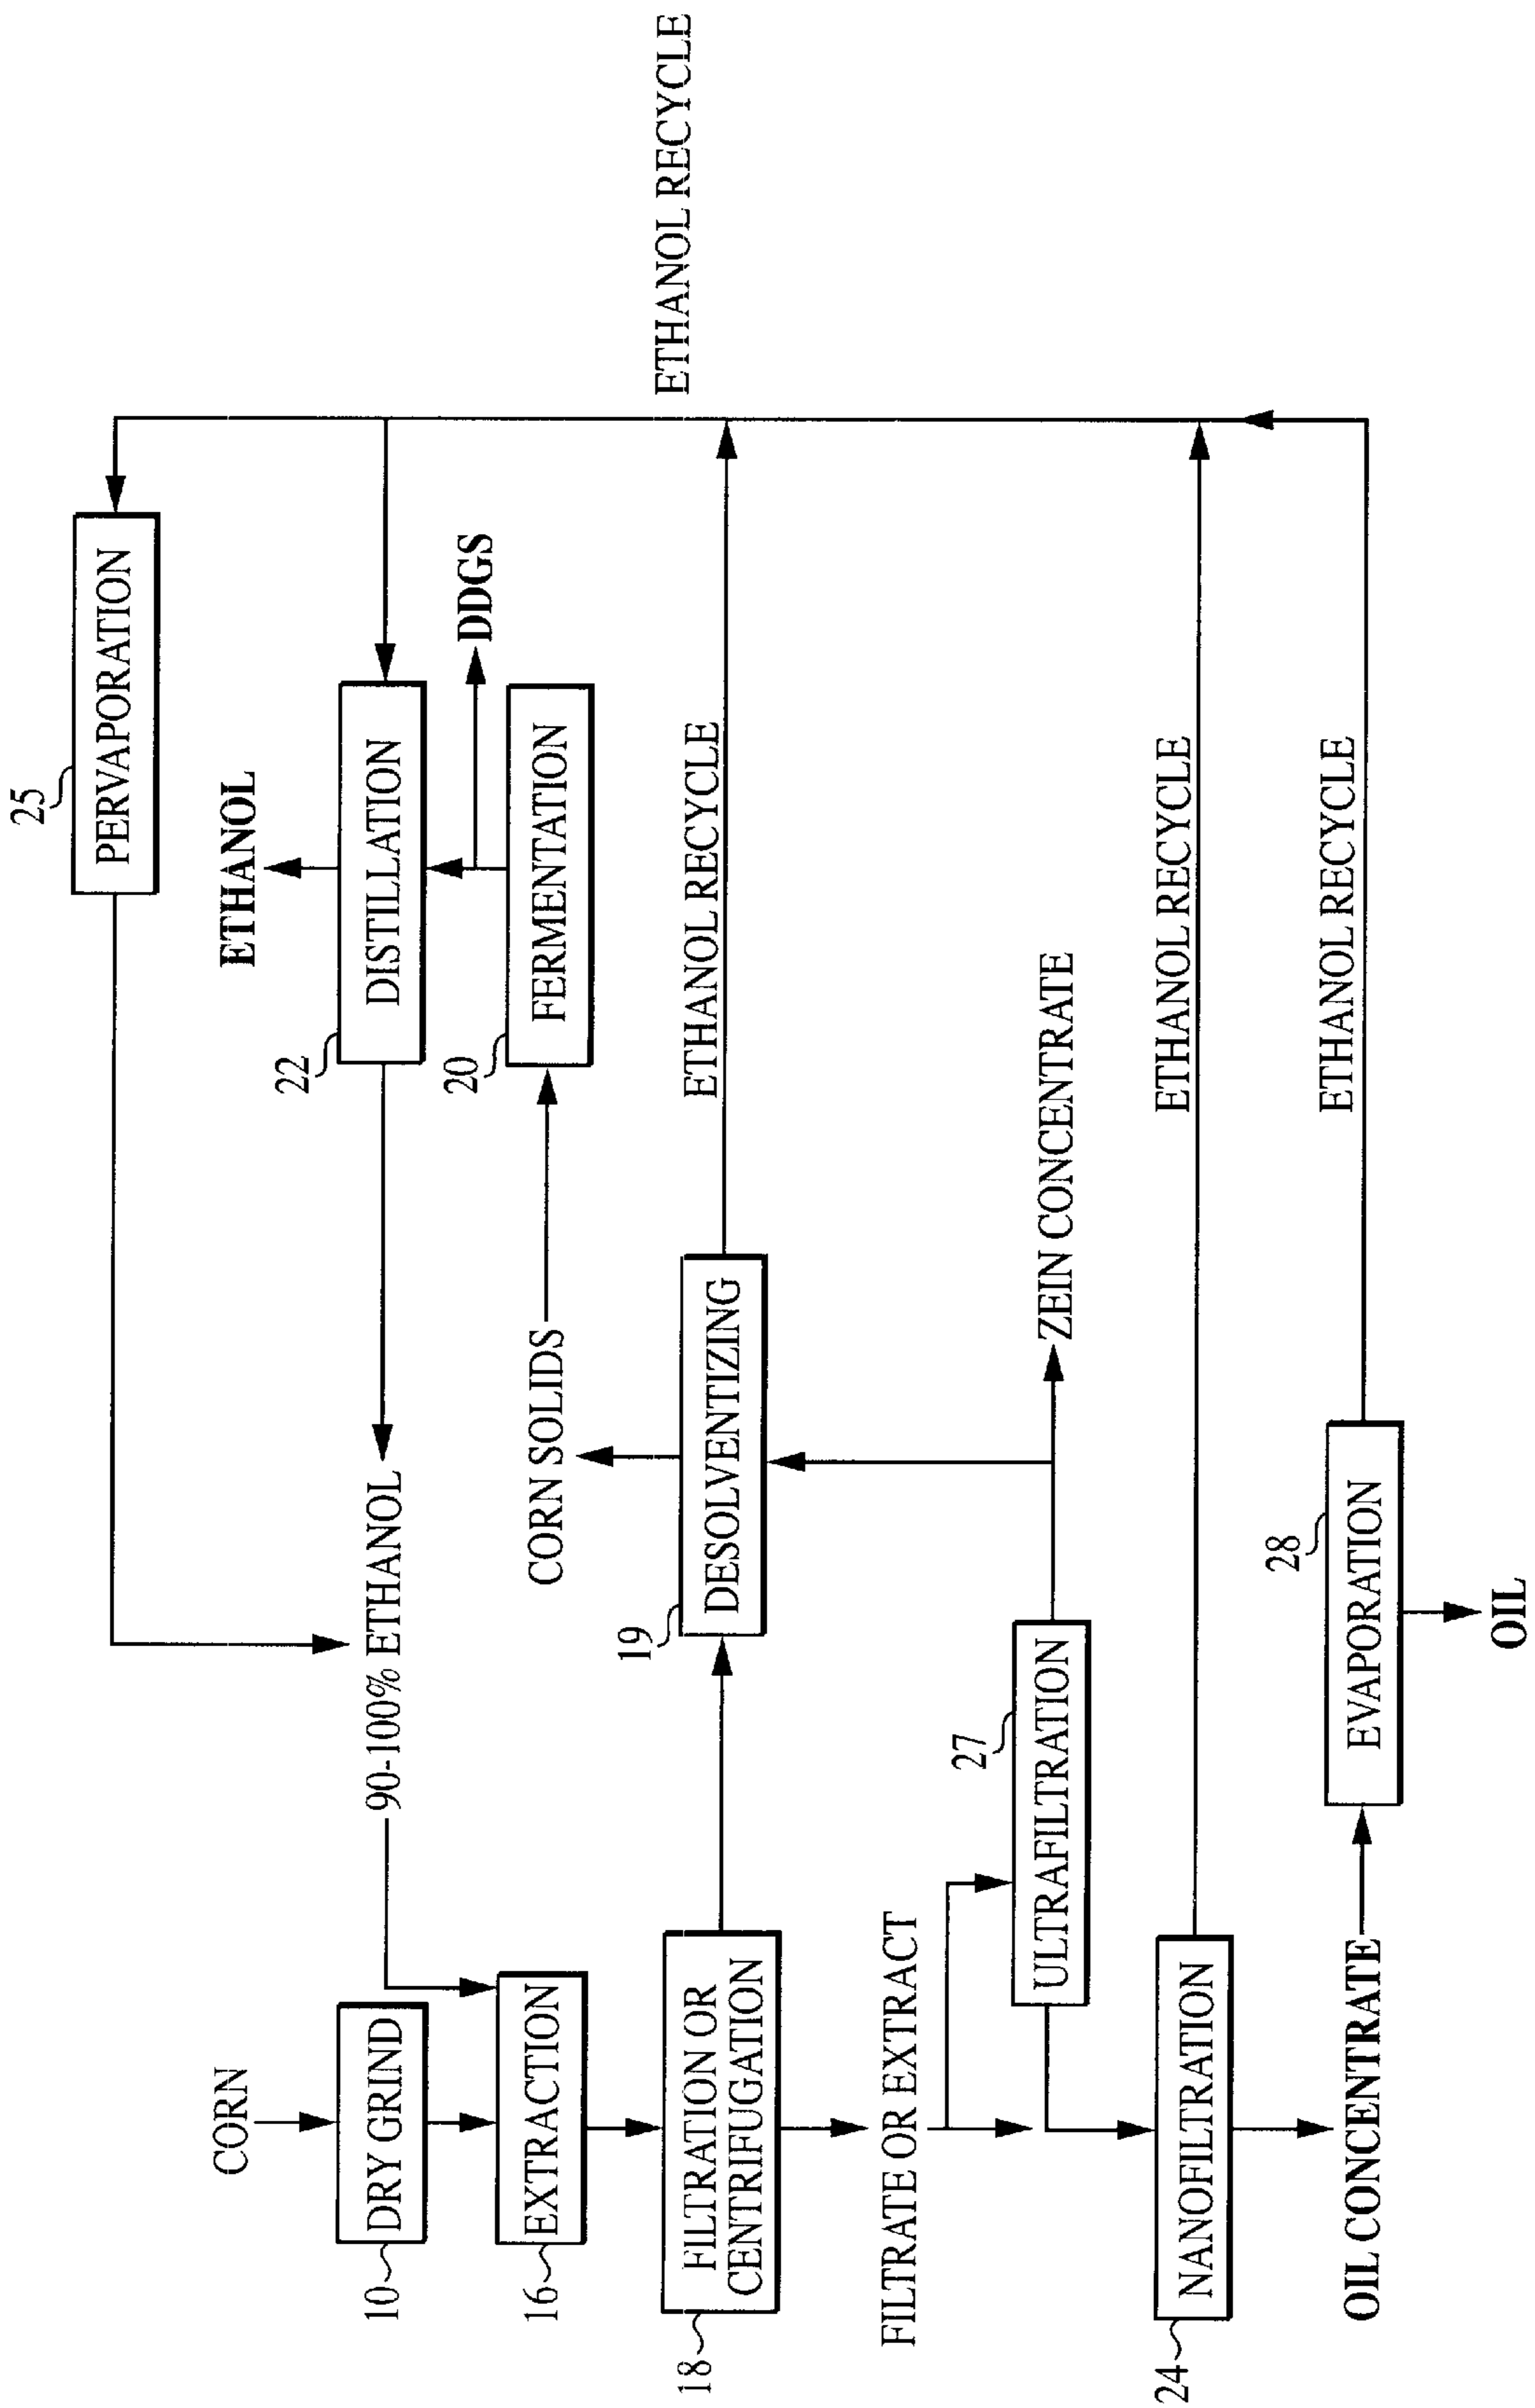 CORN
10
DRY GRIND
16
EXTRACTION
90-100% ETHANOL
25
PERVAPORATION
ETHANOL
22
DISTILLATION
DDGS
20
FERMENTATION
CORN SOLIDS
18
FILTRATION OR
CENTRIFUGATION
19
DESOLVENTIZING
ETHANOL RECYCLE
ETHANOL RECYCLE
FILTRATE OR EXTRACT
27
ULTRAFILTRATION
ZEIN CONCENTRATE
24
NANOFILTRATION
ETHANOL RECYCLE
OIL CONCENTRATE
28
EVAPORATION
ETHANOL RECYCLE
OIL